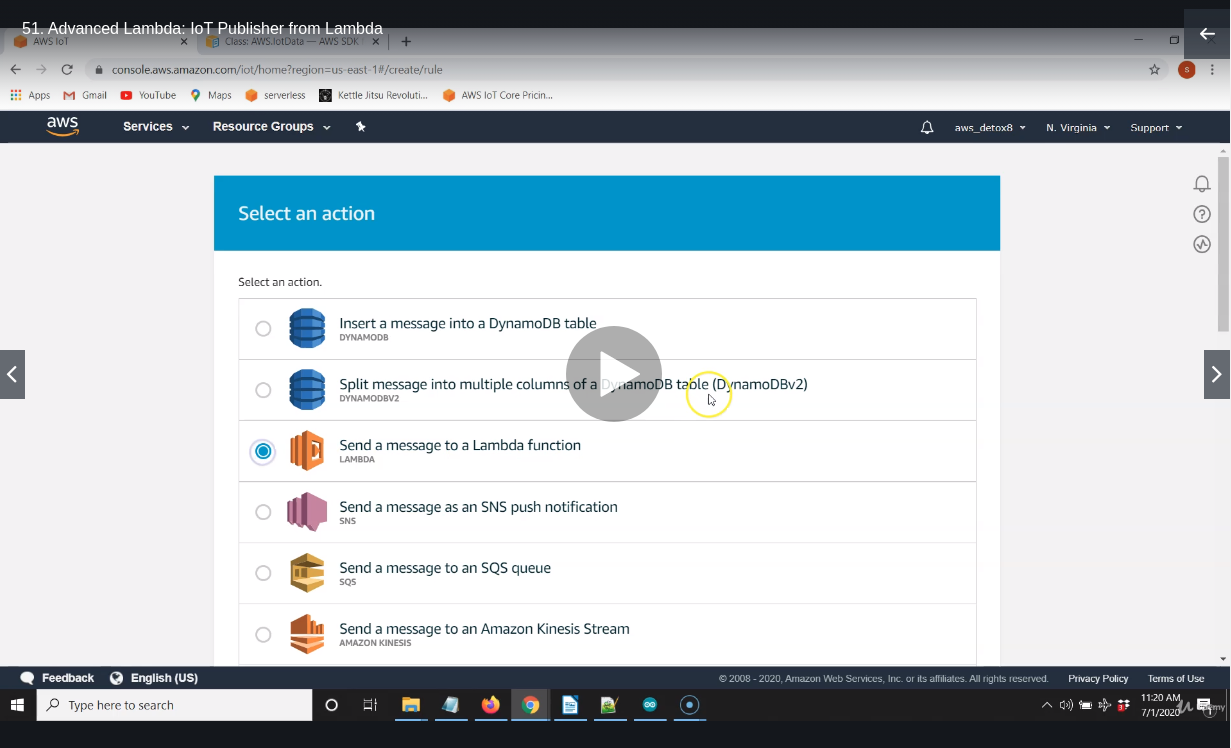 51. Advanced Lambda: IoT Publisher from Lambda
AWS IoT
Class: AWS.IotData — AWS SDK
console.aws.amazon.com/iot/home?region=us-east-1#/create/rule
S
Apps
Gmail
YouTube
Maps
serverless
Kettle Jitsu Revoluti...
AWS IoT Core Pricin...
aws
Services
Resource Groups
aws_detox8
N. Virginia
Support
Select an action
Select an action.
Insert a message into a DynamoDB table
DYNAMODB
Split message into multiple columns of a DynamoDB table (DynamoDBv2)
DYNAMODBV2
Send a message to a Lambda function
LAMBDA
Send a message as an SNS push notification
SNS
Send a message to an SQS queue
SQS
Send a message to an Amazon Kinesis Stream
AMAZON KINESIS
Feedback
English (US)
© 2008 - 2020, Amazon Web Services, Inc. or its affiliates. All rights reserved.
Privacy Policy
Terms of Use
Type here to search
11:20 AM
7/1/2020
1